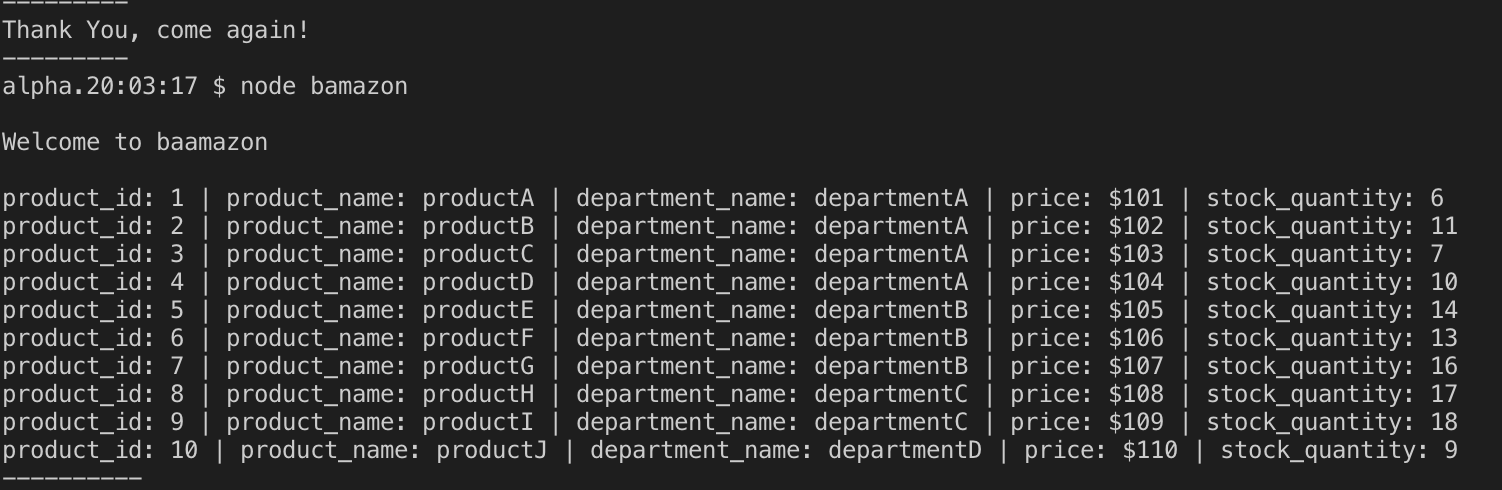 ---------
Thank You, come again!
---------
alpha.20:03:17 $ node bamazon
Welcome to baamazon
product_id: 1 | product_name: productA | department_name: departmentA | price: $101 | stock_quantity: 6
product_id: 2 | product_name: productB | department_name: departmentA | price: $102 | stock_quantity: 11
product_id: 3 | product_name: productC | department_name: departmentA | price: $103 | stock_quantity: 7
product_id: 4 | product_name: productD | department_name: departmentA | price: $104 | stock_quantity: 10
product_id: 5 | product_name: productE | department_name: departmentB | price: $105 | stock_quantity: 14
product_id: 6 | product_name: productF | department_name: departmentB | price: $106 | stock_quantity: 13
product_id: 7 | product_name: productG | department_name: departmentB | price: $107 | stock_quantity: 16
product_id: 8 | product_name: productH | department_name: departmentC | price: $108 | stock_quantity: 17
product_id: 9 | product_name: productI | department_name: departmentC | price: $109 | stock_quantity: 18
product_id: 10 | product_name: productJ | department_name: departmentD | price: $110 | stock_quantity: 9
----------